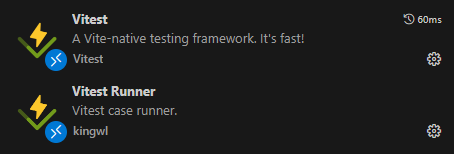 Vitest
60ms
A Vite-native testing framework. It's fast!
Vitest
Vitest Runner
Vitest case runner.
kingwl